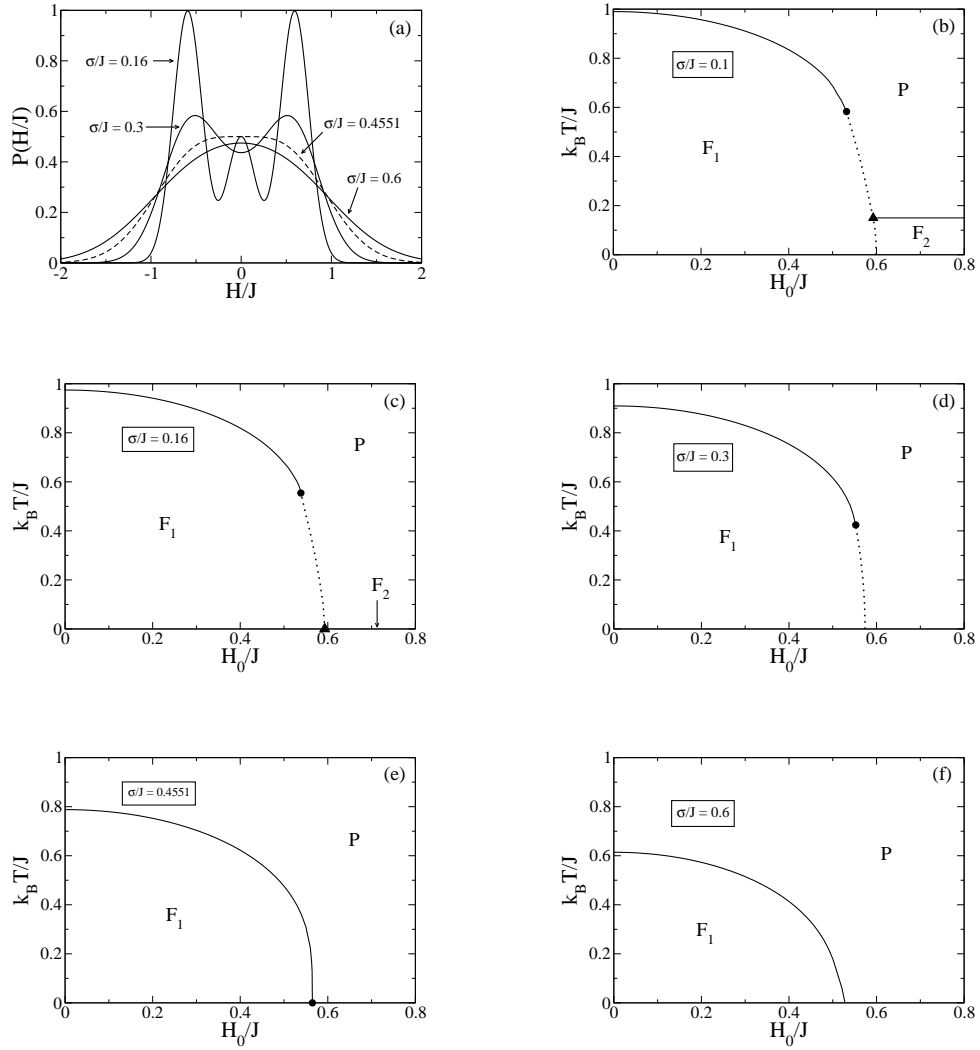 (a)
P(H/J)
1
0.8
0.6
0.4
0.2
0
σ/J = 0.16
σ/J = 0.3
σ/J = 0.4551
σ/J = 0.6
-2 -1 0 1 2
H/J
(b)
k_BT/J
1
0.8
0.6
0.4
0.2
0
σ/J = 0.1
P
F_1
F_2
0 0.2 0.4 0.6 0.8
H_0/J
(c)
k_BT/J
1
0.8
0.6
0.4
0.2
0
σ/J = 0.16
P
F_1
F_2
0 0.2 0.4 0.6 0.8
H_0/J
(d)
k_BT/J
1
0.8
0.6
0.4
0.2
0
σ/J = 0.3
P
F_1
0 0.2 0.4 0.6 0.8
H_0/J
(e)
k_BT/J
1
0.8
0.6
0.4
0.2
0
σ/J = 0.4551
P
F_1
0 0.2 0.4 0.6 0.8
H_0/J
(f)
k_BT/J
1
0.8
0.6
0.4
0.2
0
σ/J = 0.6
P
F_1
0 0.2 0.4 0.6 0.8
H_0/J